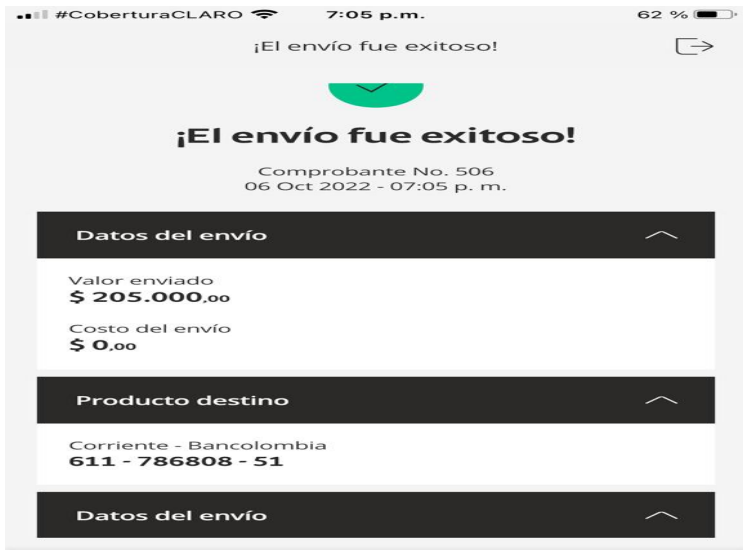 #CoberturaCLARO 7:05 p.m. 62 %
¡El envío fue exitoso!
¡El envío fue exitoso!
Comprobante No. 506
06 Oct 2022 - 07:05 p. m.
Datos del envío
Valor enviado
$ 205.000,00
Costo del envío
$ 0,00
Producto destino
Corriente - Bancolombia
611 - 786808 - 51
Datos del envío